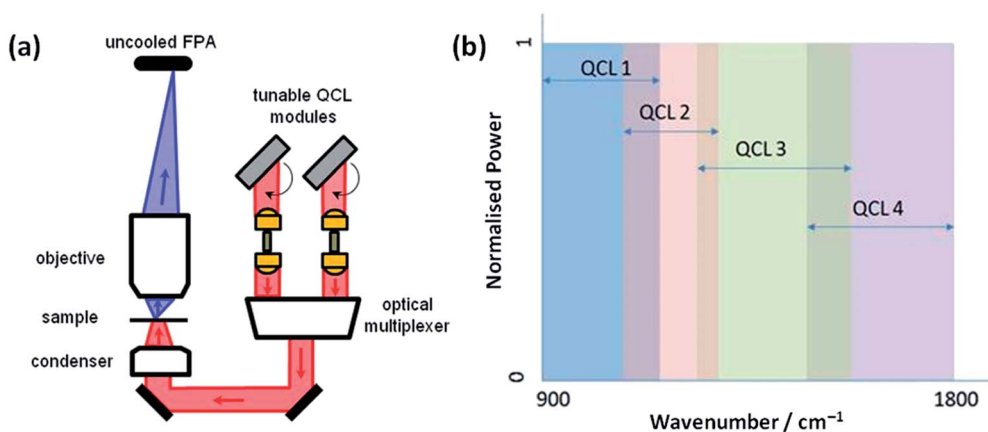 (a)
uncooled FPA
tunable QCL
modules
objective
sample
condenser
optical
multiplexer
(b)
1
QCL 1
QCL 2
QCL 3
QCL 4
Normalised Power
0
900
1800
Wavenumber / cm⁻¹